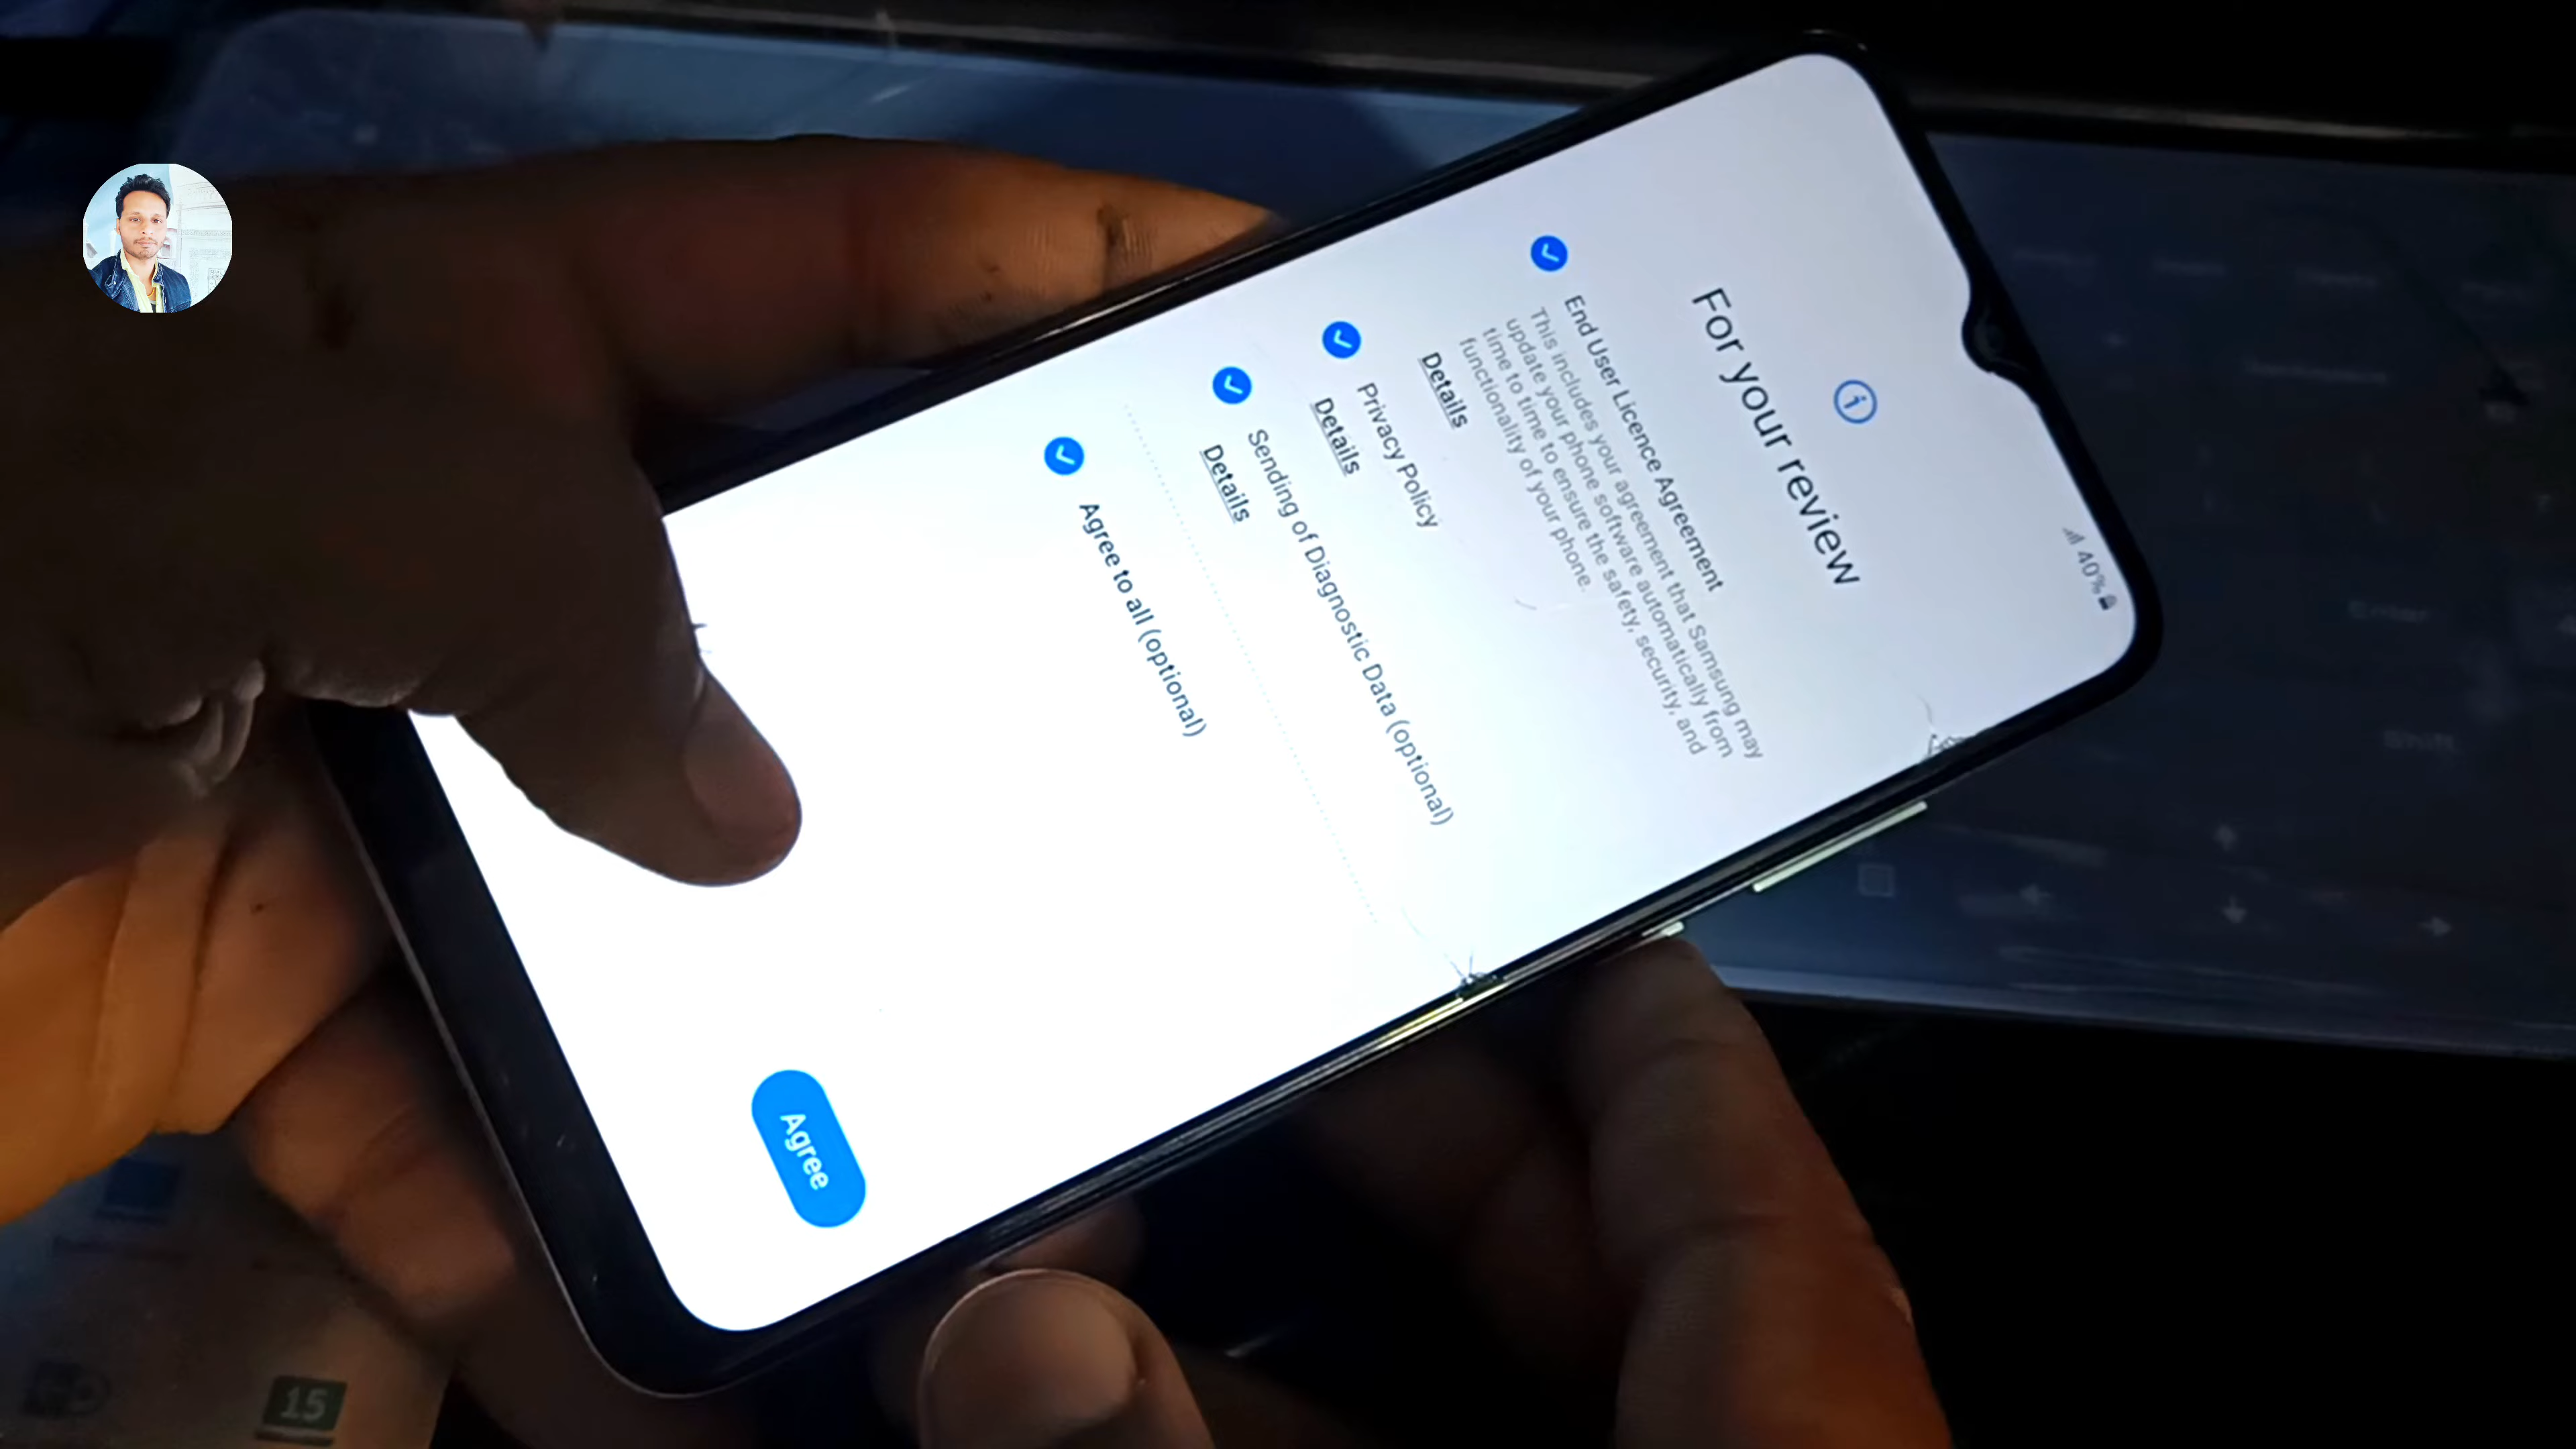 40%
For your review
End User Licence Agreement
This includes your agreement that Samsung may
update your phone software automatically from
time to time to ensure the safety, security, and
functionality of your phone.
Details
Privacy Policy
Details
Sending of Diagnostic Data (optional)
Details
Agree to all (optional)
Agree
Enter
Shift
15